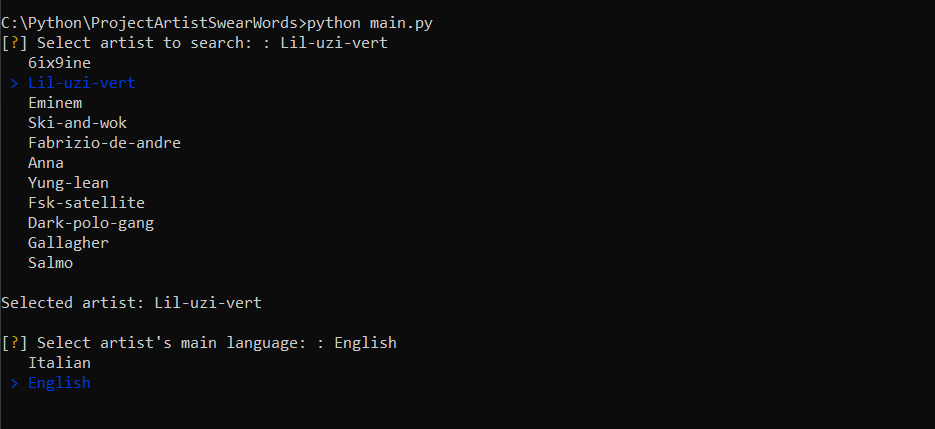 C:\Python\ProjectArtistSwearWords>python main.py
[?] Select artist to search: : Lil-uzi-vert
   6ix9ine
 > Lil-uzi-vert
   Eminem
   Ski-and-wok
   Fabrizio-de-andre
   Anna
   Yung-lean
   Fsk-satellite
   Dark-polo-gang
   Gallagher
   Salmo

Selected artist: Lil-uzi-vert

[?] Select artist's main language: : English
   Italian
 > English